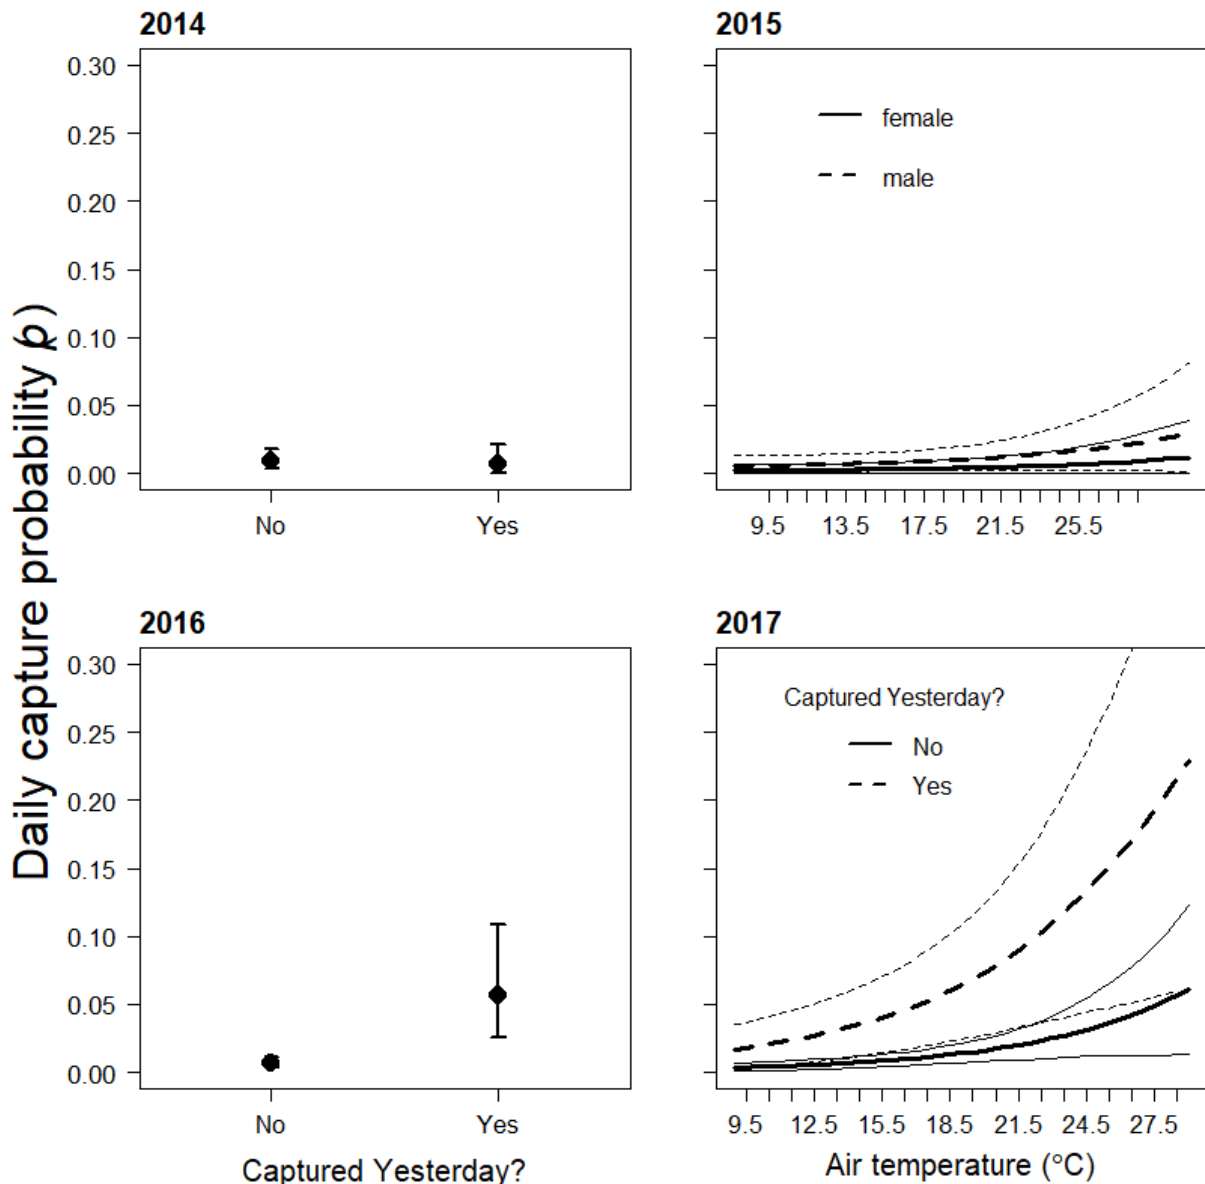 2014
2015
0.30
0.25
0.20
0.15
0.10
0.05
0.00
female
male
No Yes
9.5 13.5 17.5 21.5 25.5
Daily capture probability (p)
2016
2017
0.30
0.25
0.20
0.15
0.10
0.05
0.00
Captured Yesterday?
No
Yes
No Yes
9.5 12.5 15.5 18.5 21.5 24.5 27.5
Captured Yesterday?
Air temperature (°C)